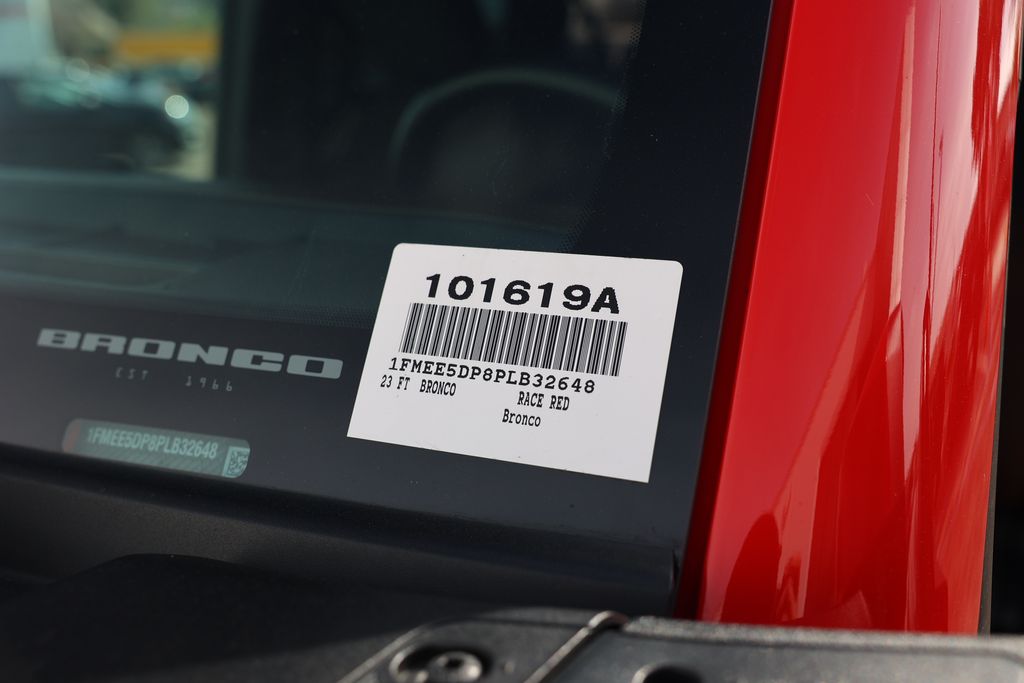 101619A
1FMEE5DP8PLB32648
23 FT BRONCO RACE RED
Bronco
BRONCO
EST 1966
1FMEE5DP8PLB32648